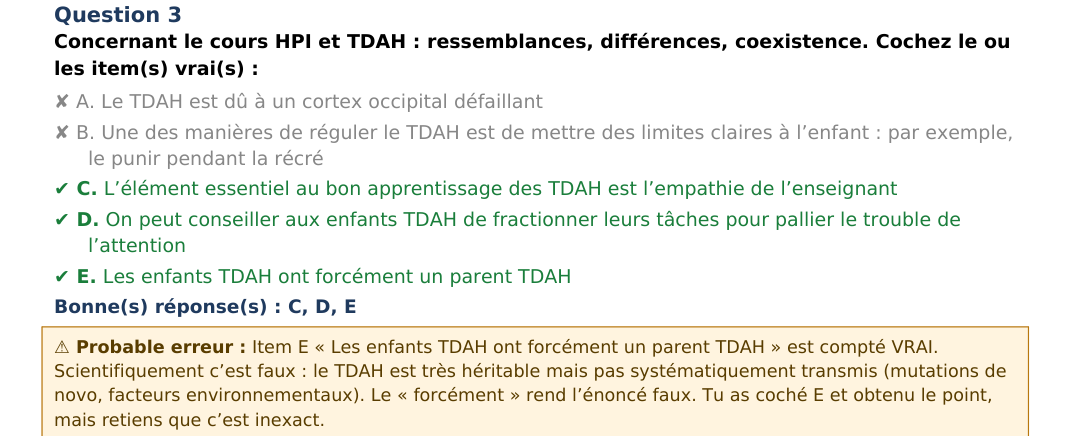 Question 3
Concernant le cours HPI et TDAH : ressemblances, différences, coexistence. Cochez le ou
les item(s) vrai(s) :
✘ A. Le TDAH est dû à un cortex occipital défaillant
✘ B. Une des manières de réguler le TDAH est de mettre des limites claires à l’enfant : par exemple,
le punir pendant la récré
✔ C. L’élément essentiel au bon apprentissage des TDAH est l’empathie de l’enseignant
✔ D. On peut conseiller aux enfants TDAH de fractionner leurs tâches pour pallier le trouble de
l’attention
✔ E. Les enfants TDAH ont forcément un parent TDAH
Bonne(s) réponse(s) : C, D, E
⚠ Probable erreur : Item E « Les enfants TDAH ont forcément un parent TDAH » est compté VRAI.
Scientifiquement c’est faux : le TDAH est très héritable mais pas systématiquement transmis (mutations de
novo, facteurs environnementaux). Le « forcément » rend l’énoncé faux. Tu as coché E et obtenu le point,
mais retiens que c’est inexact.